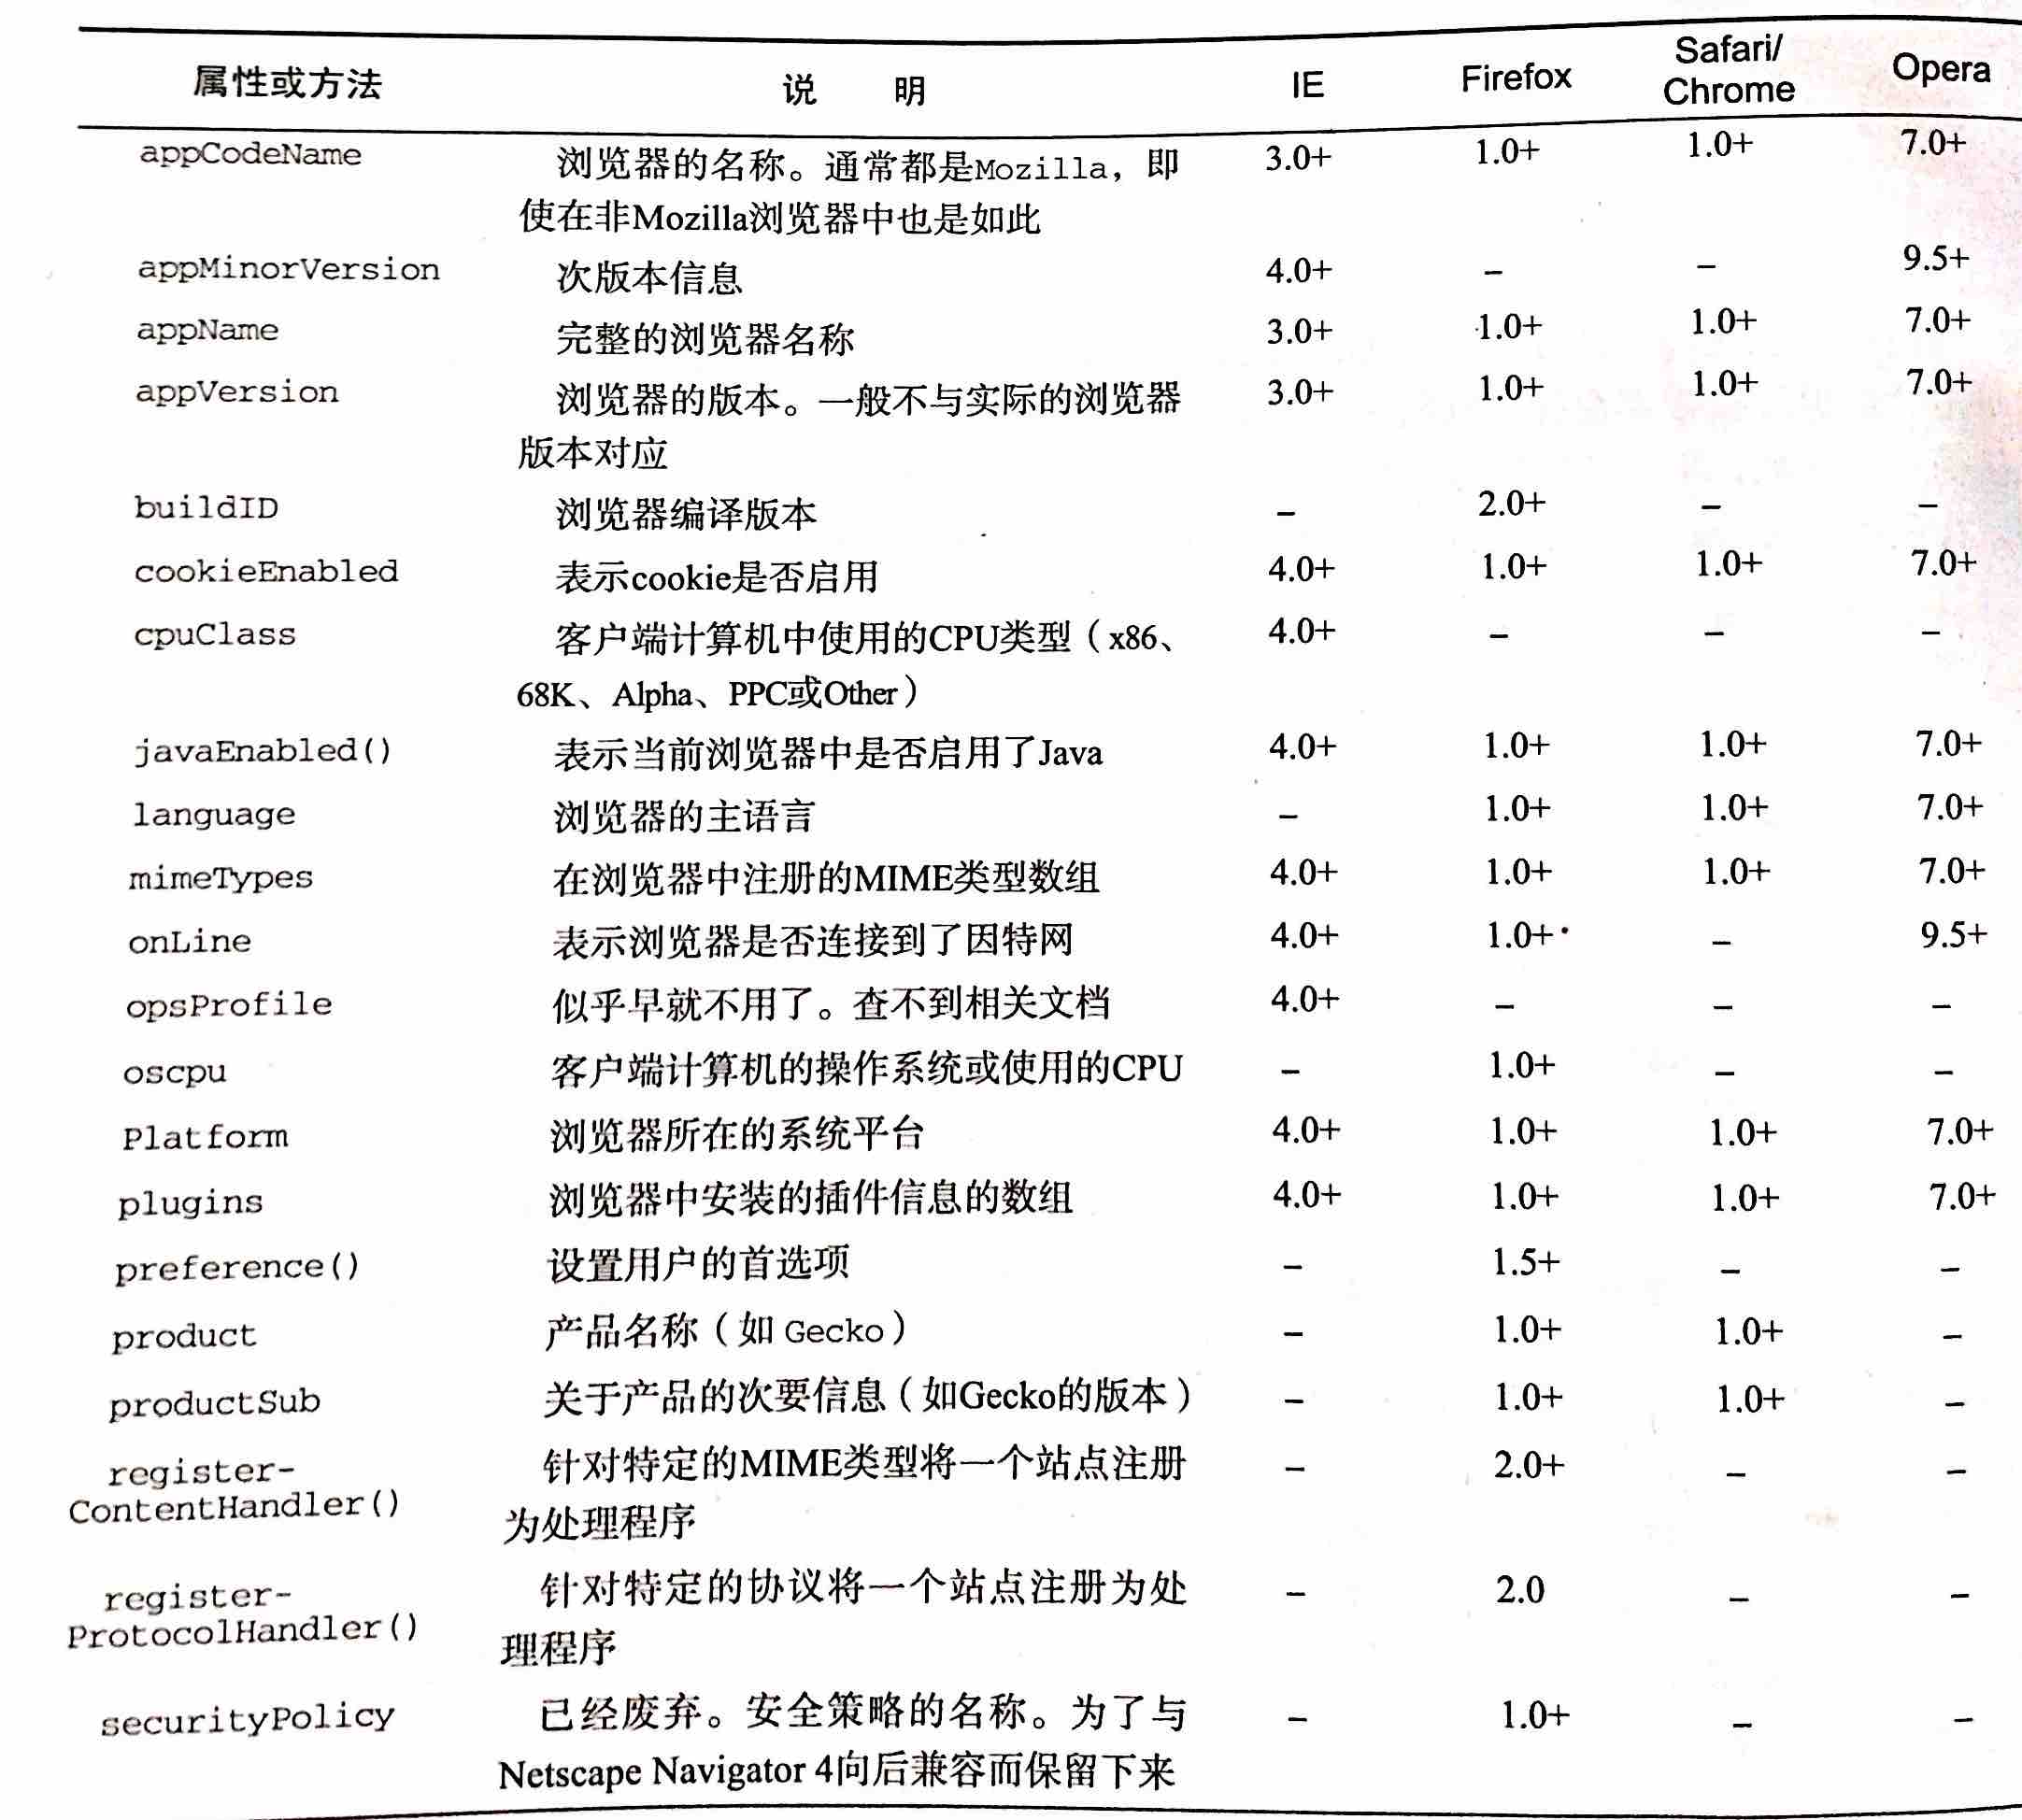 属性或方法 说 明 IE Firefox Safari/Chrome Opera
appCodeName 浏览器的名称。通常都是Mozilla，即 3.0+ 1.0+ 1.0+ 7.0+
使在非Mozilla浏览器中也是如此
appMinorVersion 次版本信息 4.0+ – – 9.5+
appName 完整的浏览器名称 3.0+ 1.0+ 1.0+ 7.0+
appVersion 浏览器的版本。一般不与实际的浏览器 3.0+ 1.0+ 1.0+ 7.0+
版本对应
buildID 浏览器编译版本 – 2.0+ – –
cookieEnabled 表示cookie是否启用 4.0+ 1.0+ 1.0+ 7.0+
cpuClass 客户端计算机中使用的CPU类型（x86、 4.0+ – – –
68K、Alpha、PPC或Other）
javaEnabled() 表示当前浏览器中是否启用了Java 4.0+ 1.0+ 1.0+ 7.0+
language 浏览器的主语言 – 1.0+ 1.0+ 7.0+
mimeTypes 在浏览器中注册的MIME类型数组 4.0+ 1.0+ 1.0+ 7.0+
onLine 表示浏览器是否连接到了因特网 4.0+ 1.0+ – 9.5+
opsProfile 似乎早就不用了。查不到相关文档 4.0+ – – –
oscpu 客户端计算机的操作系统或使用的CPU – 1.0+ – –
Platform 浏览器所在的系统平台 4.0+ 1.0+ 1.0+ 7.0+
plugins 浏览器中安装的插件信息的数组 4.0+ 1.0+ 1.0+ 7.0+
preference() 设置用户的首选项 – 1.5+ – –
product 产品名称（如 Gecko） – 1.0+ 1.0+ –
productSub 关于产品的次要信息（如Gecko的版本） – 1.0+ 1.0+ –
register- 针对特定的MIME类型将一个站点注册 – 2.0+ – –
ContentHandler() 为处理程序
register- 针对特定的协议将一个站点注册为处 – 2.0 – –
ProtocolHandler() 理程序
securityPolicy 已经废弃。安全策略的名称。为了与 – 1.0+ – –
Netscape Navigator 4向后兼容而保留下来